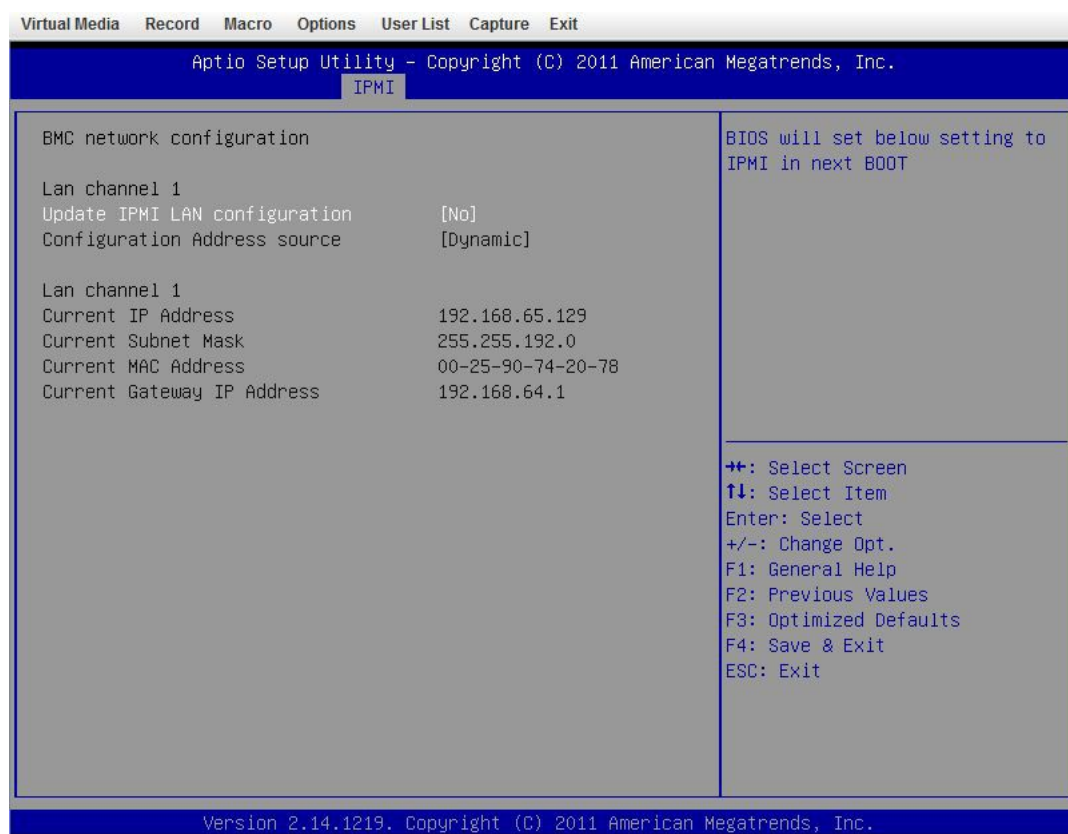 Virtual Media Record Macro Options User List Capture Exit
Aptio Setup Utility – Copyright (C) 2011 American Megatrends, Inc.
IPMI
BMC network configuration
Lan channel 1
Update IPMI LAN configuration [No]
Configuration Address source [Dynamic]
Lan channel 1
Current IP Address 192.168.65.129
Current Subnet Mask 255.255.192.0
Current MAC Address 00-25-90-74-20-78
Current Gateway IP Address 192.168.64.1
BIOS will set below setting to
IPMI in next BOOT
→←: Select Screen
↑↓: Select Item
Enter: Select
+/-: Change Opt.
F1: General Help
F2: Previous Values
F3: Optimized Defaults
F4: Save & Exit
ESC: Exit
Version 2.14.1219. Copyright (C) 2011 American Megatrends, Inc.